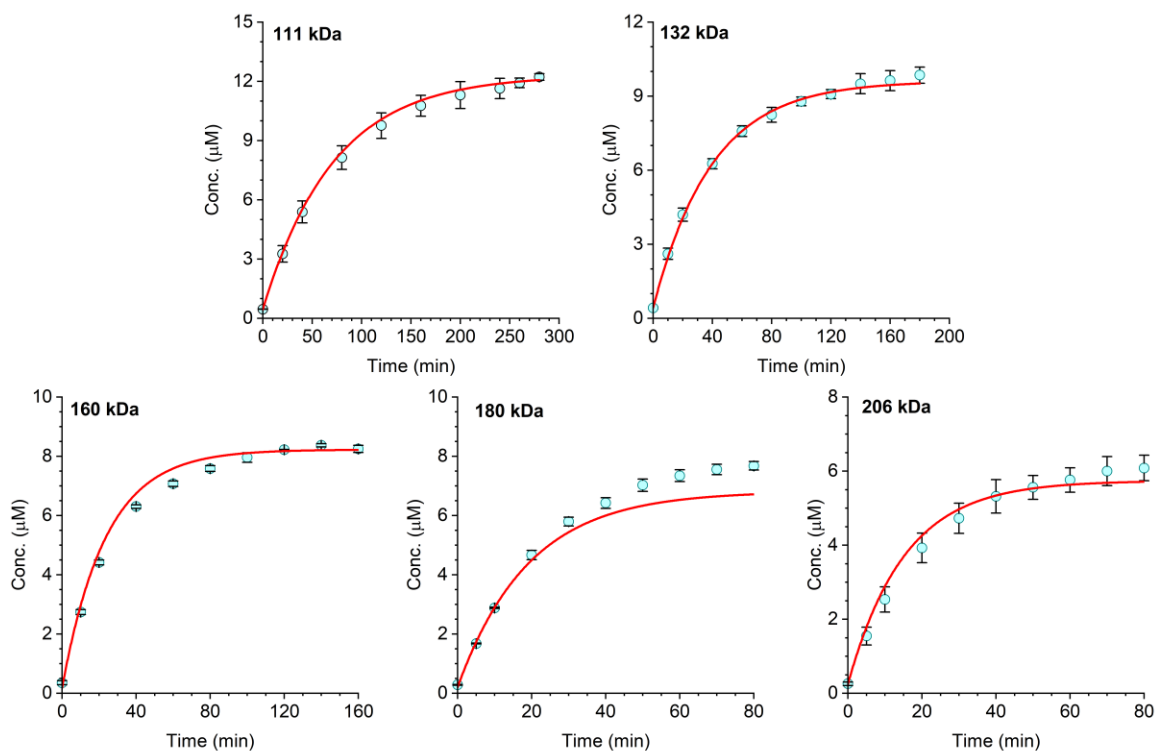 111 kDa
15
12
9
6
3
0
Conc. (μM)
0 50 100 150 200 250 300
Time (min)
132 kDa
12
9
6
3
0
Conc. (μM)
0 40 80 120 160 200
Time (min)
160 kDa
10
8
6
4
2
0
Conc. (μM)
0 40 80 120 160
Time (min)
180 kDa
10
8
6
4
2
0
Conc. (μM)
0 20 40 60 80
Time (min)
206 kDa
8
6
4
2
0
Conc. (μM)
0 20 40 60 80
Time (min)